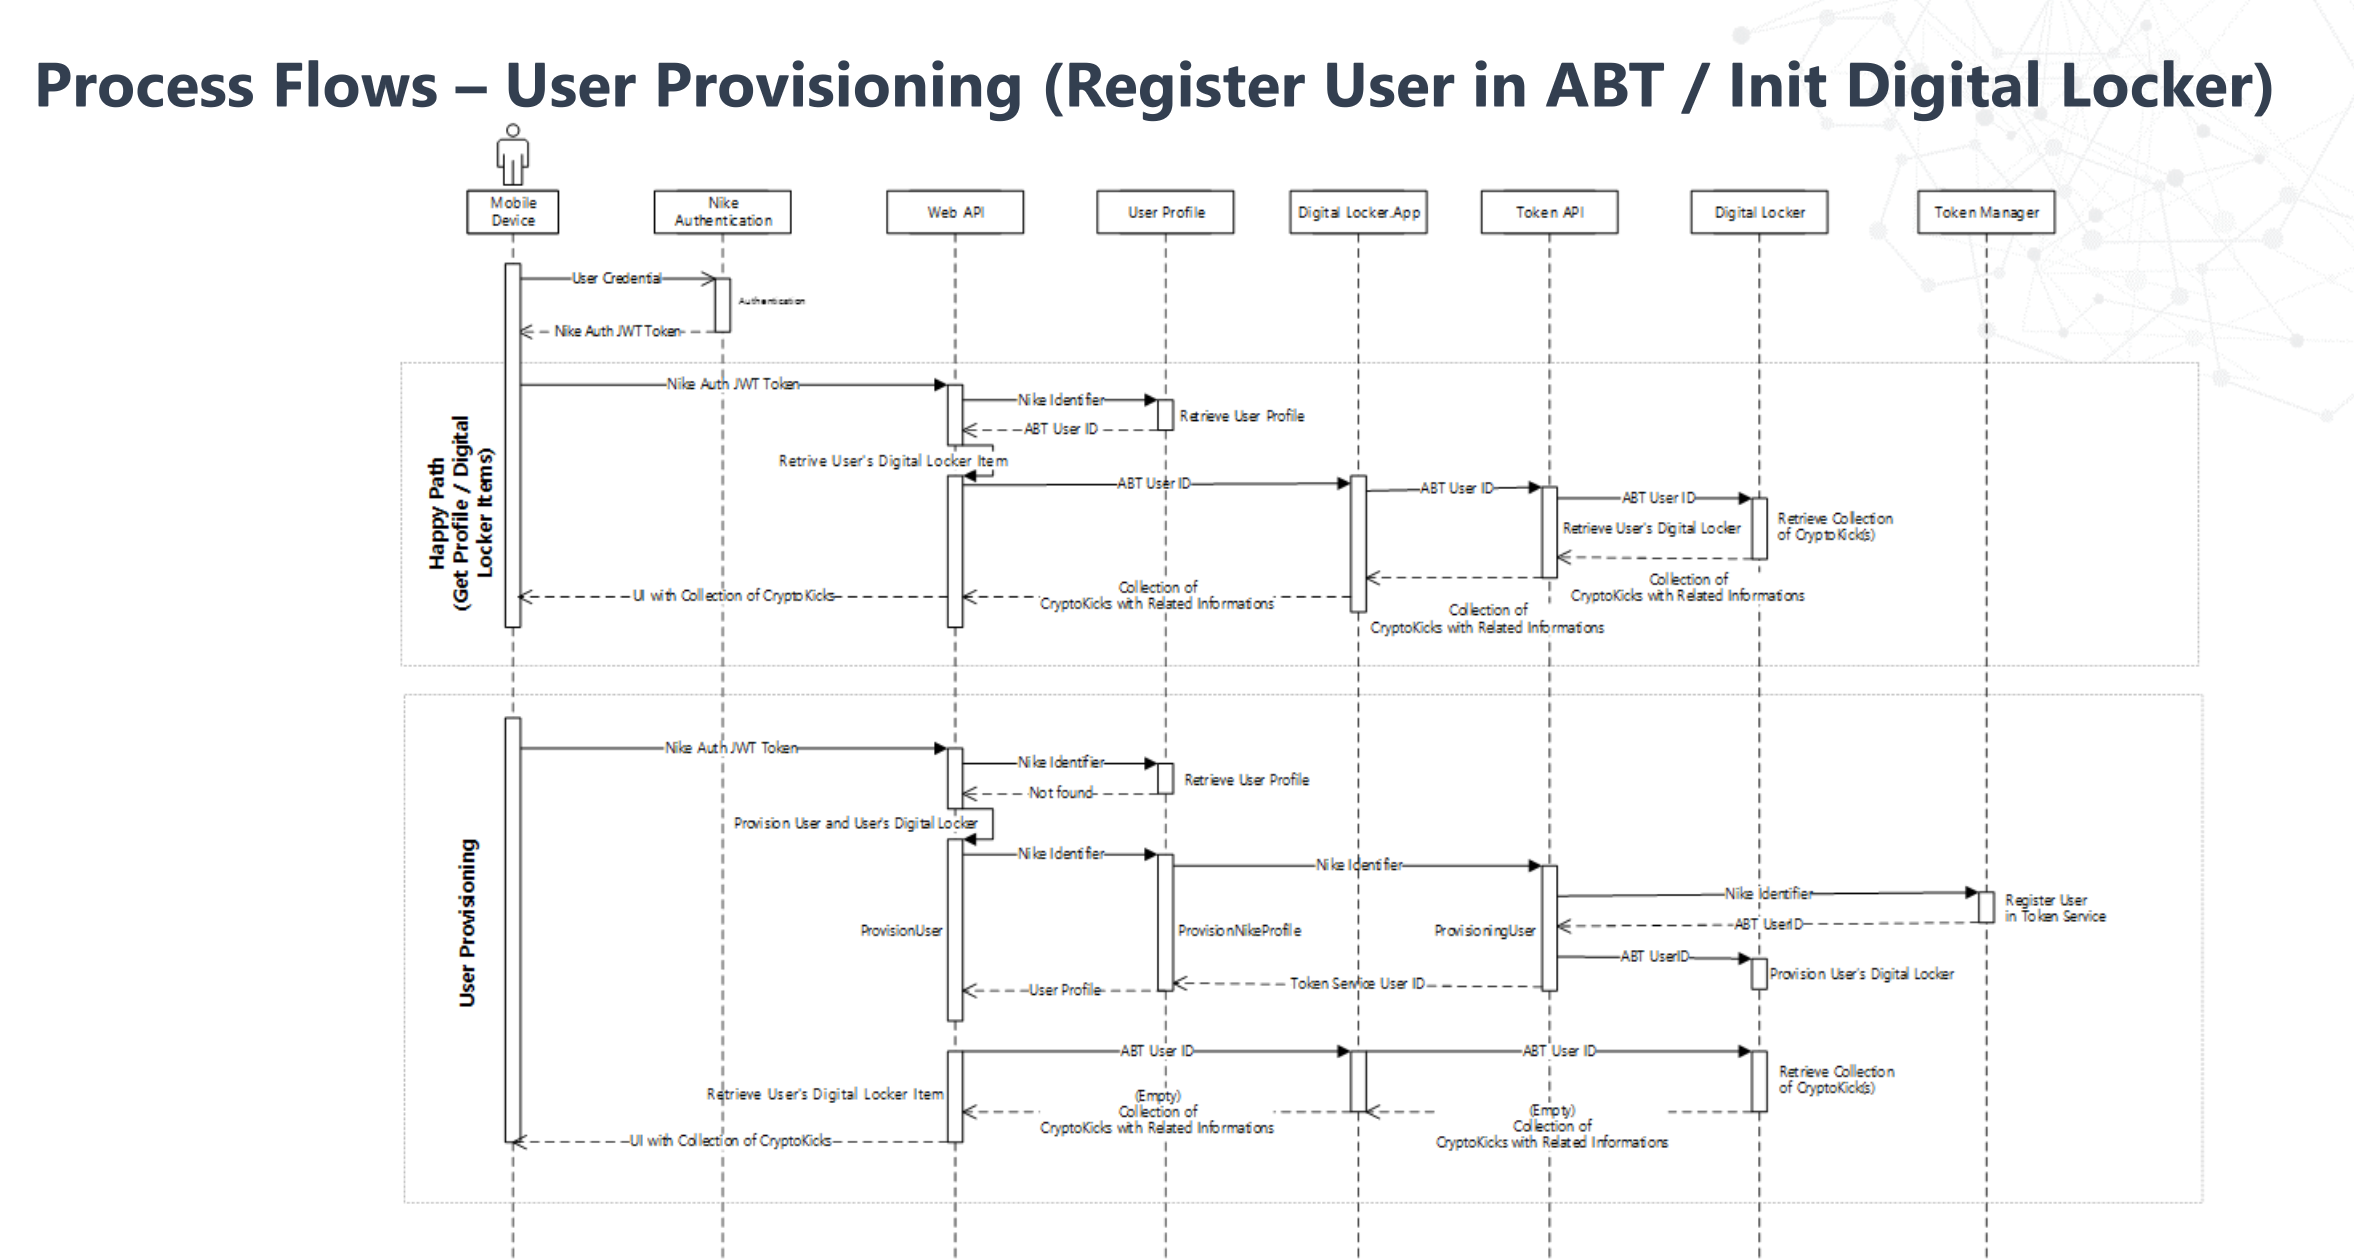 Process Flows – User Provisioning (Register User in ABT / Init Digital Locker)
Mobile
Device
Nike
Authentication
Web API
User Profile
Digital Locker.App
Token API
Digital Locker
Token Manager
User Credential
Authentication
Nike Auth JWT Token
Happy Path
(Get Profile / Digital
Locker Items)
Nike Auth JWT Token
Nike Identifier
Retrieve User Profile
ABT User ID
Retrive User's Digital Locker Item
ABT User ID
ABT User ID
ABT User ID
Retrieve User's Digital Locker
Retrieve Collection
of CryptoKick(s)
Collection of
CryptoKicks with Related Informations
Collection of
CryptoKicks with Related Informations
Collection of
CryptoKicks with Related Informations
UI with Collection of CryptoKicks
User Provisioning
Nike Auth JWT Token
Nike Identifier
Retrieve User Profile
Not found
Provision User and User's Digital Locker
Nike Identifier
Nike Identifier
Nike Identifier
Register User
in Token Service
ABT UserID
ProvisionUser
ProvisionNikeProfile
ProvisioningUser
ABT UserID
Provision User's Digital Locker
Token Service User ID
User Profile
ABT User ID
ABT User ID
Retrieve Collection
of CryptoKick(s)
Retrieve User's Digital Locker Item
(Empty)
Collection of
CryptoKicks with Related Informations
(Empty)
Collection of
CryptoKicks with Related Informations
UI with Collection of CryptoKicks